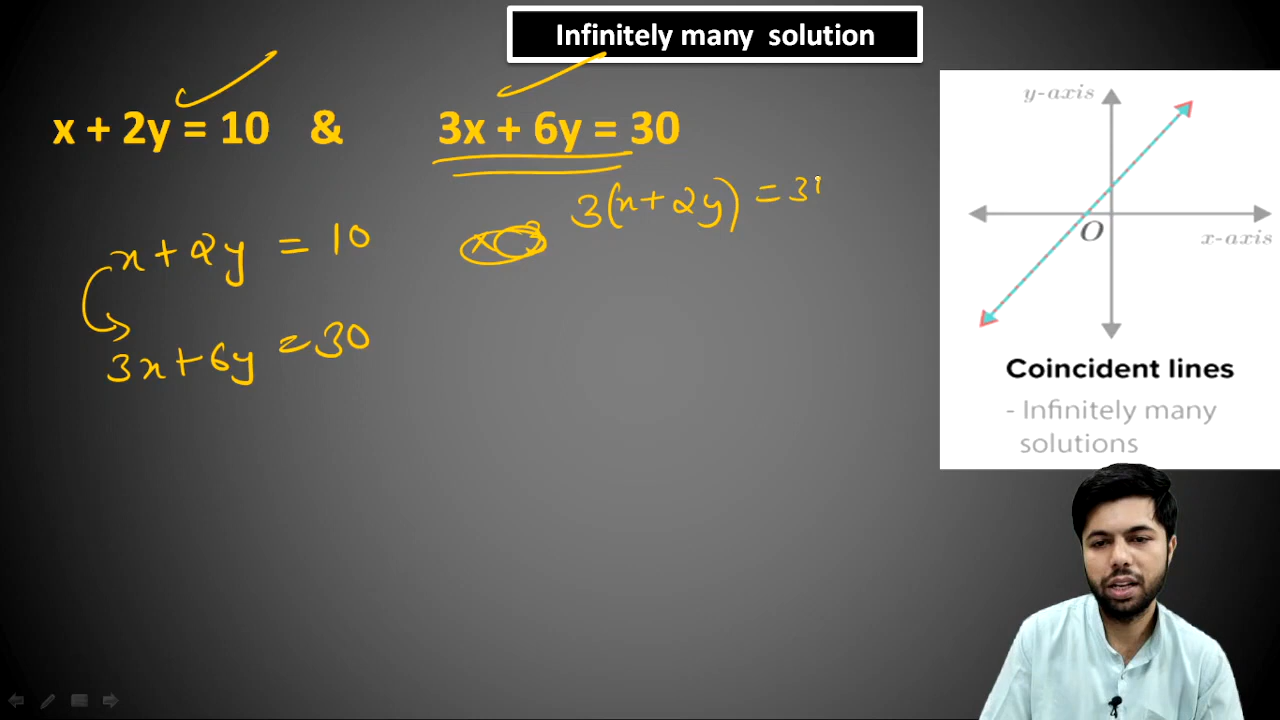 Infinitely many solution
x + 2y = 10 & 3x + 6y = 30
3(x + 2y) = 3
x + 2y = 10
3x + 6y = 30
y-axis
O
x-axis
Coincident lines
- Infinitely many
solutions